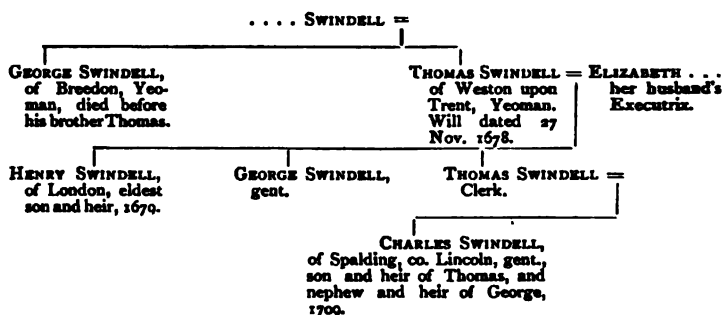 .... SWINDELL =
GEORGE SWINDELL,
of Breedon, Yeo-
man, died before
his brother Thomas.
THOMAS SWINDELL = ELIZABETH ...
of Weston upon
Trent, Yeoman.
Will dated 27
Nov. 1678.
her husband's
Executrix.
HENRY SWINDELL,
of London, eldest
son and heir, 1679.
GEORGE SWINDELL,
gent.
THOMAS SWINDELL =
Clerk.
CHARLES SWINDELL,
of Spalding, co. Lincoln, gent.,
son and heir of Thomas, and
nephew and heir of George,
1709.